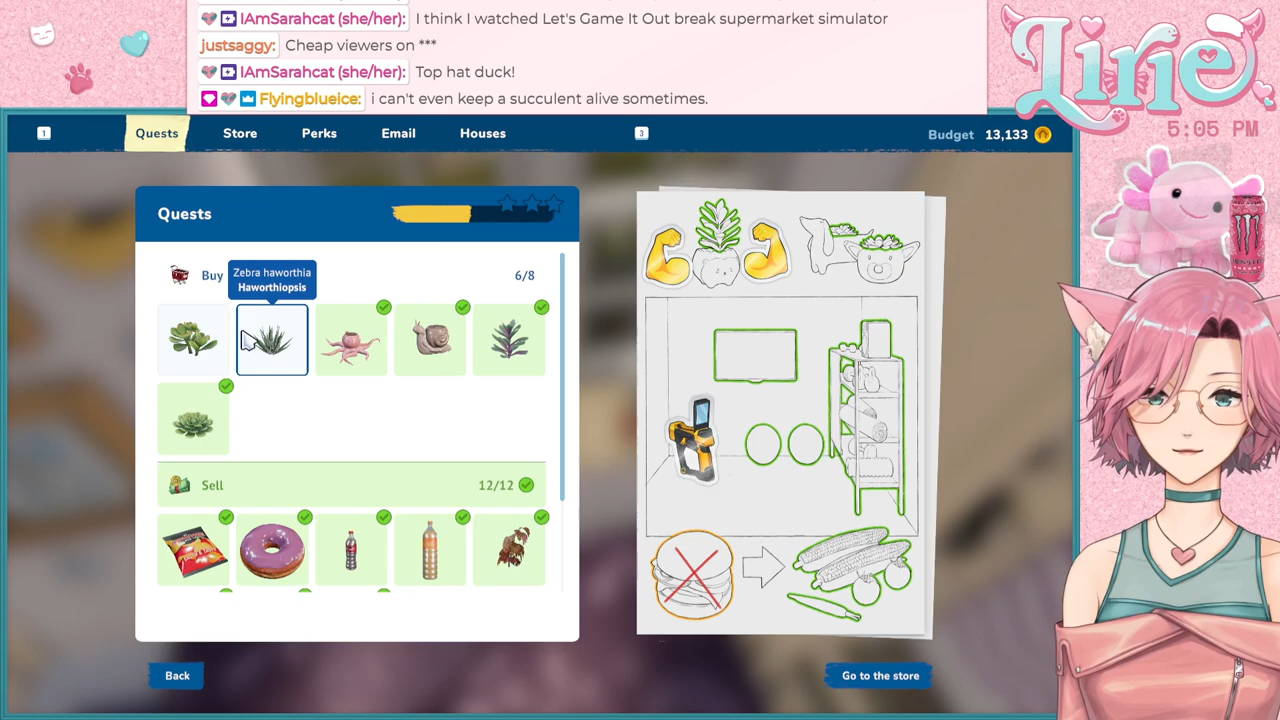 IAmSarahcat (she/her): I think I watched Let's Game It Out break supermarket simulator
justsaggy: Cheap viewers on ***
IAmSarahcat (she/her): Top hat duck!
Flyingblueice: i can't even keep a succulent alive sometimes.
Lirie
5:05 PM
1
Quests
Store
Perks
Email
Houses
3
Budget 13,133
Quests
Buy
6/8
Zebra haworthia
Haworthiopsis
Sell
12/12
Back
Go to the store